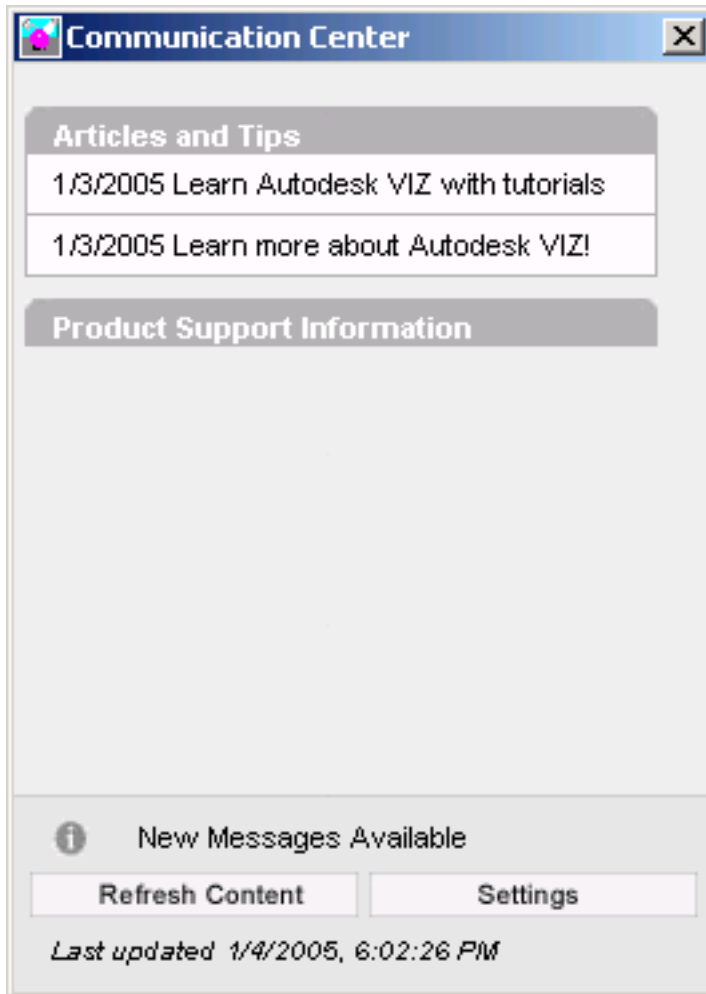 Communication Center
Articles and Tips
1/3/2005 Learn Autodesk VIZ with tutorials
1/3/2005 Learn more about Autodesk VIZ!
Product Support Information
New Messages Available
Refresh Content
Settings
Last updated 1/4/2005, 6:02:26 PM